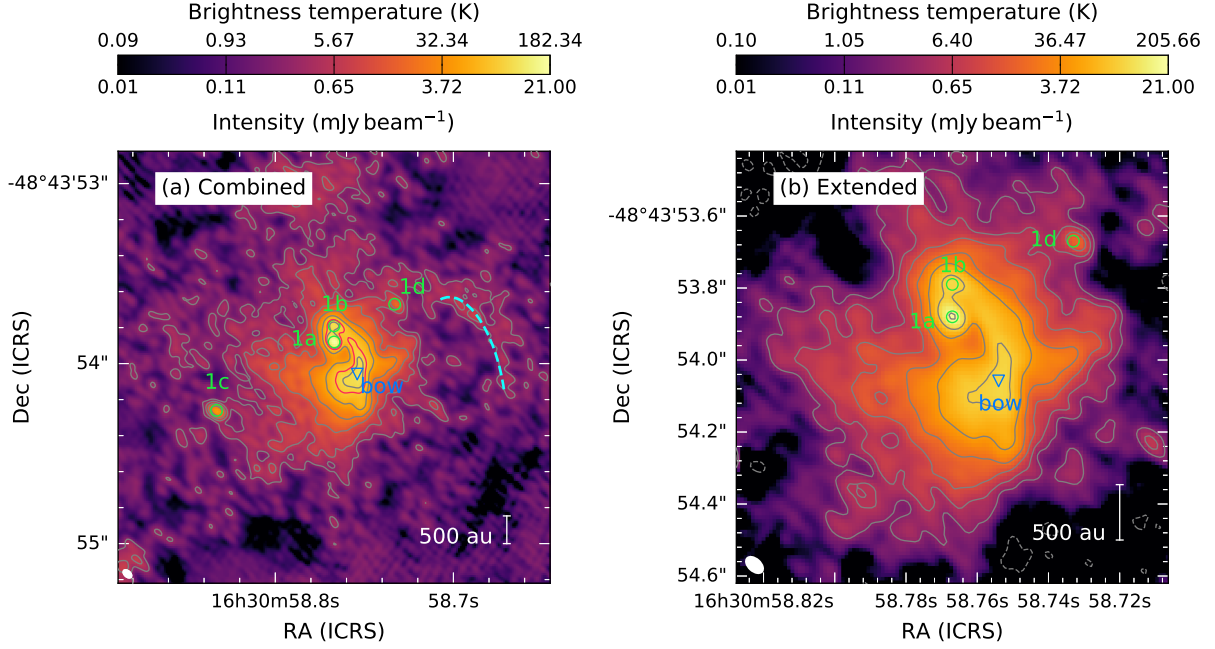 Brightness temperature (K)
0.09 0.93 5.67 32.34 182.34
0.01 0.11 0.65 3.72 21.00
Intensity (mJy beam⁻¹)
(a) Combined
-48°43'53"
54"
55"
Dec (ICRS)
1d
1b
1a
bow
1c
500 au
16h30m58.8s 58.7s
RA (ICRS)
Brightness temperature (K)
0.10 1.05 6.40 36.47 205.66
0.01 0.11 0.65 3.72 21.00
Intensity (mJy beam⁻¹)
(b) Extended
-48°43'53.6"
53.8"
54.0"
54.2"
54.4"
54.6"
Dec (ICRS)
1d
1b
1a
bow
500 au
16h30m58.82s 58.78s 58.76s 58.74s 58.72s
RA (ICRS)